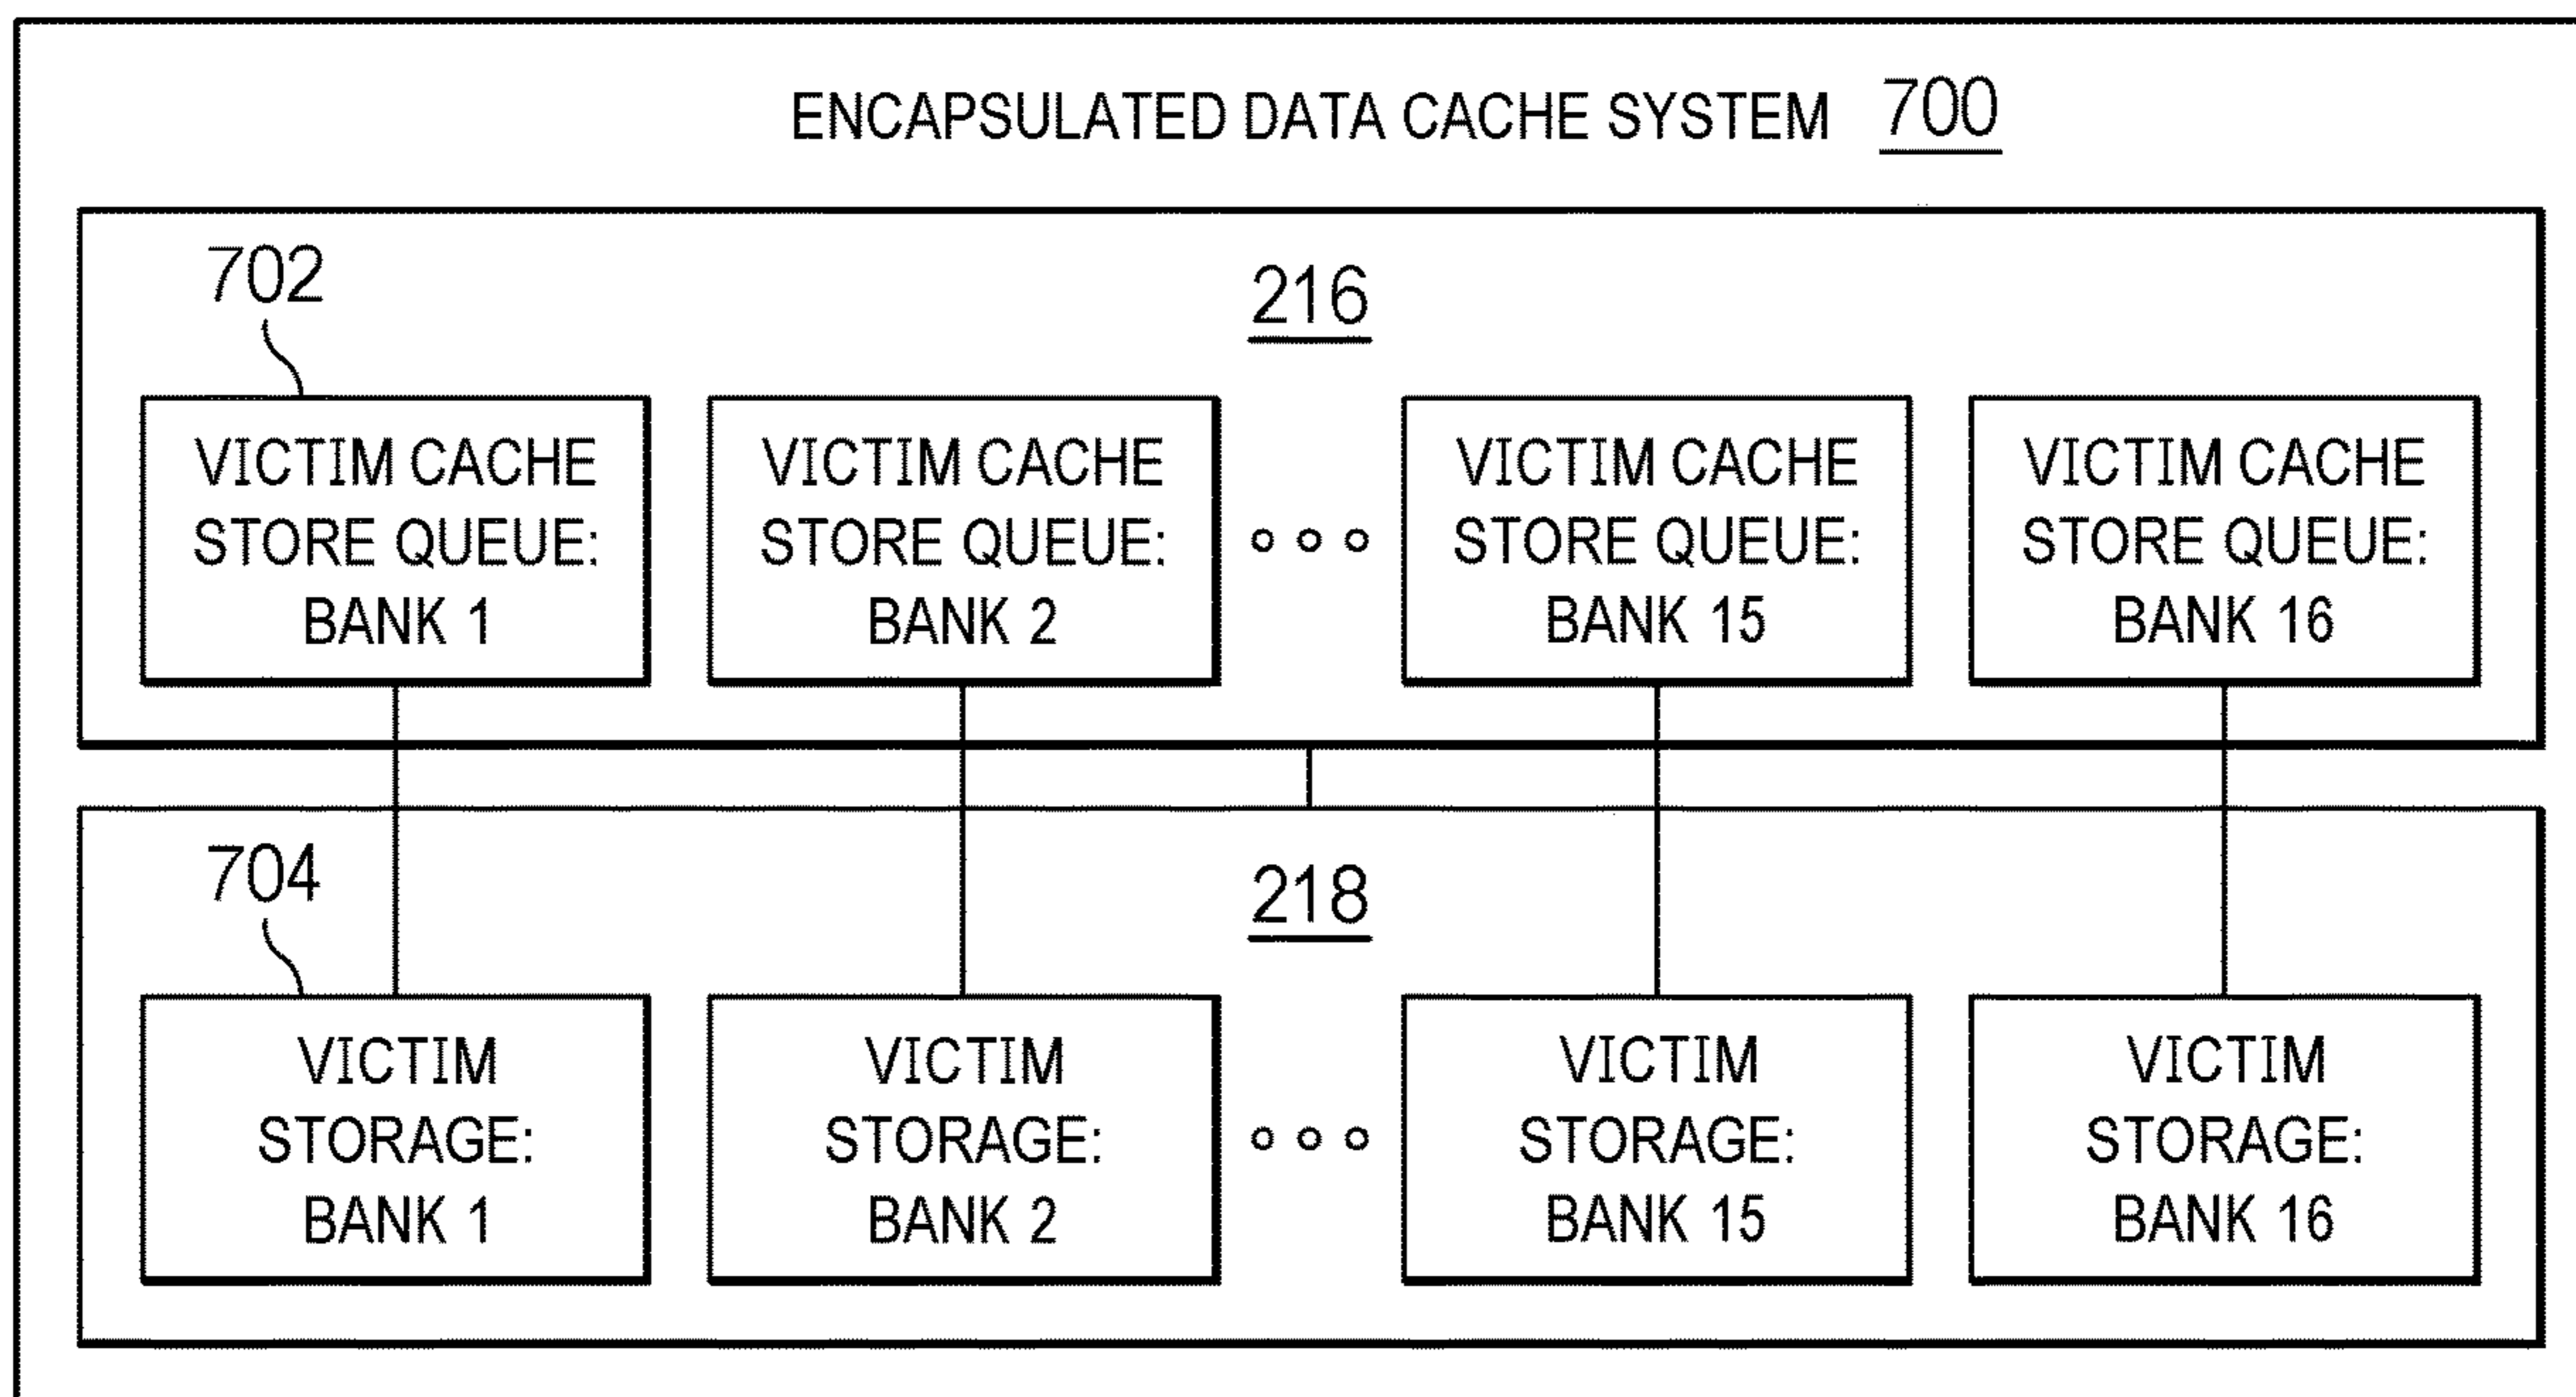 ENCAPSULATED DATA CACHE SYSTEM 700
702
216
VICTIM CACHE
STORE QUEUE:
BANK 1
VICTIM CACHE
STORE QUEUE:
BANK 2
VICTIM CACHE
STORE QUEUE:
BANK 15
VICTIM CACHE
STORE QUEUE:
BANK 16
704
218
VICTIM
STORAGE:
BANK 1
VICTIM
STORAGE:
BANK 2
VICTIM
STORAGE:
BANK 15
VICTIM
STORAGE:
BANK 16